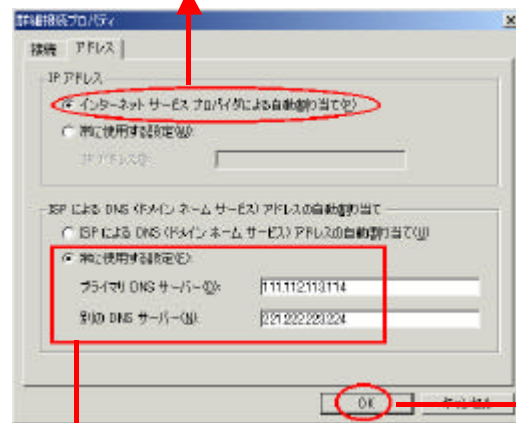 詳細接続プロパティ
接続 アドレス
IP アドレス
インターネット サービス プロバイダによる自動割り当て(P)
常に使用する設定(W):
IP アドレス(I):
ISP による DNS (ドメイン ネーム サービス) アドレスの自動割り当て
ISP による DNS (ドメイン ネーム サービス) アドレスの自動割り当て(U)
常に使用する設定(E):
プライマリ DNS サーバー(D): 111.112.113.114
別の DNS サーバー(N): 221.222.223.224
OK キャンセル